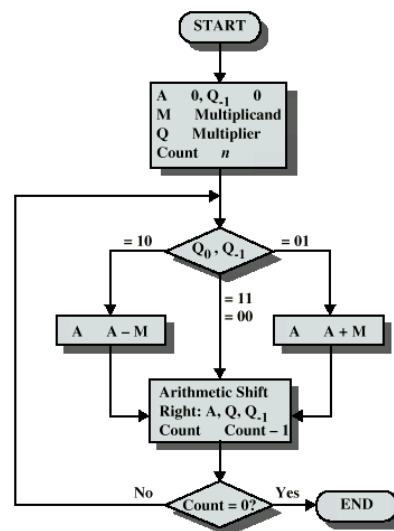 START
A 0, Q-1 0
M Multiplicand
Q Multiplier
Count n
= 10
Q0, Q-1
= 01
= 11
= 00
A A – M
A A + M
Arithmetic Shift
Right: A, Q, Q-1
Count Count – 1
No
Count = 0?
Yes
END